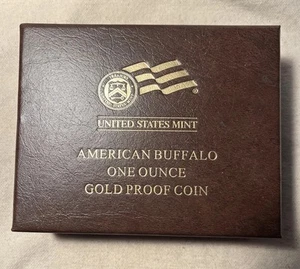 UNITED STATES MINT
AMERICAN BUFFALO
ONE OUNCE
GOLD PROOF COIN